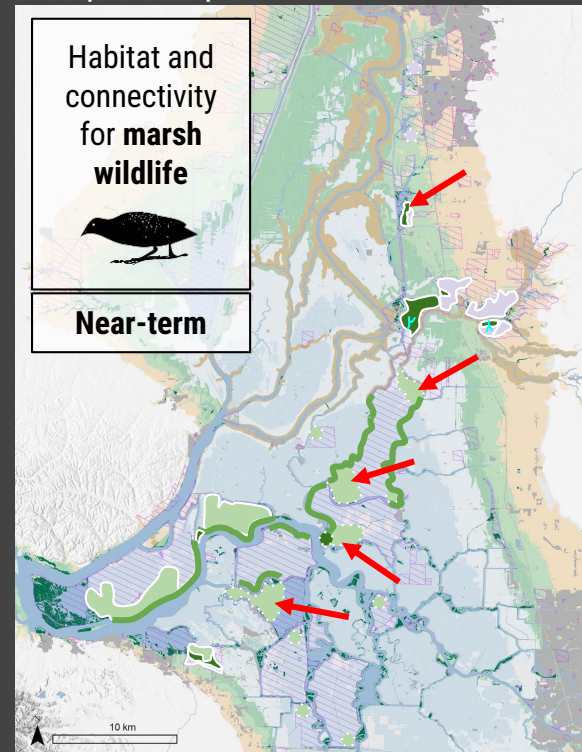 Habitat and
connectivity
for marsh
wildlife
Near-term
10 km